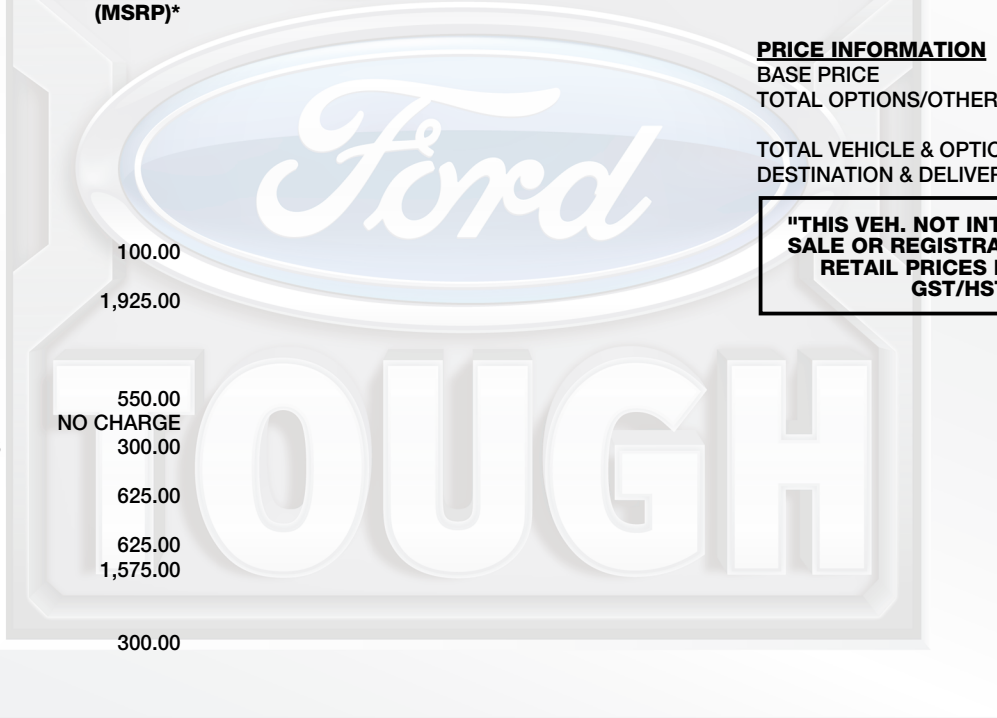 (MSRP)*
100.00
1,925.00
550.00
NO CHARGE
300.00
625.00
625.00
1,575.00
300.00
PRICE INFORMATION
BASE PRICE
TOTAL OPTIONS/OTHER
TOTAL VEHICLE & OPTIO
DESTINATION & DELIVER
"THIS VEH. NOT INT
SALE OR REGISTRA
RETAIL PRICES
GST/HST
Ford
TOUGH